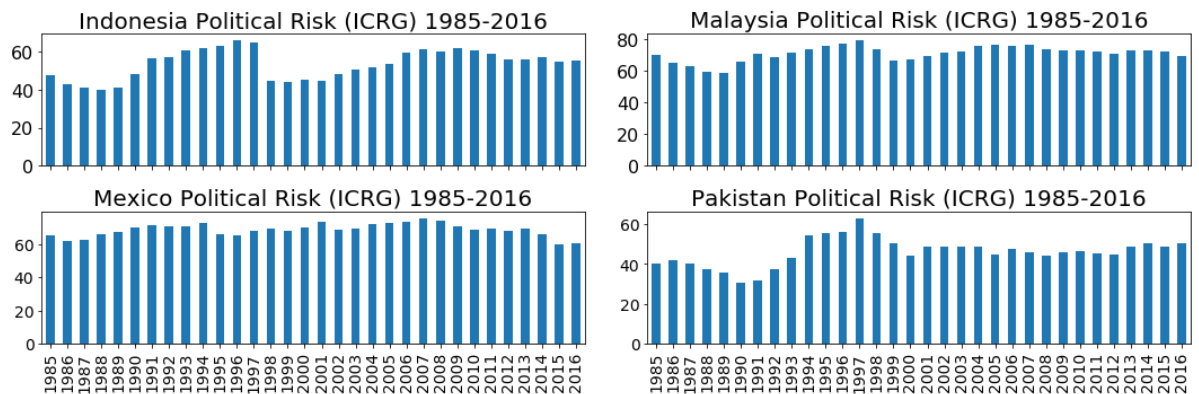 Indonesia Political Risk (ICRG) 1985-2016
60
40
20
0
Malaysia Political Risk (ICRG) 1985-2016
80
60
40
20
0
Mexico Political Risk (ICRG) 1985-2016
60
40
20
0
1985 1986 1987 1988 1989 1990 1991 1992 1993 1994 1995 1996 1997 1998 1999 2000 2001 2002 2003 2004 2005 2006 2007 2008 2009 2010 2011 2012 2013 2014 2015 2016
Pakistan Political Risk (ICRG) 1985-2016
60
40
20
0
1985 1986 1987 1988 1989 1990 1991 1992 1993 1994 1995 1996 1997 1998 1999 2000 2001 2002 2003 2004 2005 2006 2007 2008 2009 2010 2011 2012 2013 2014 2015 2016